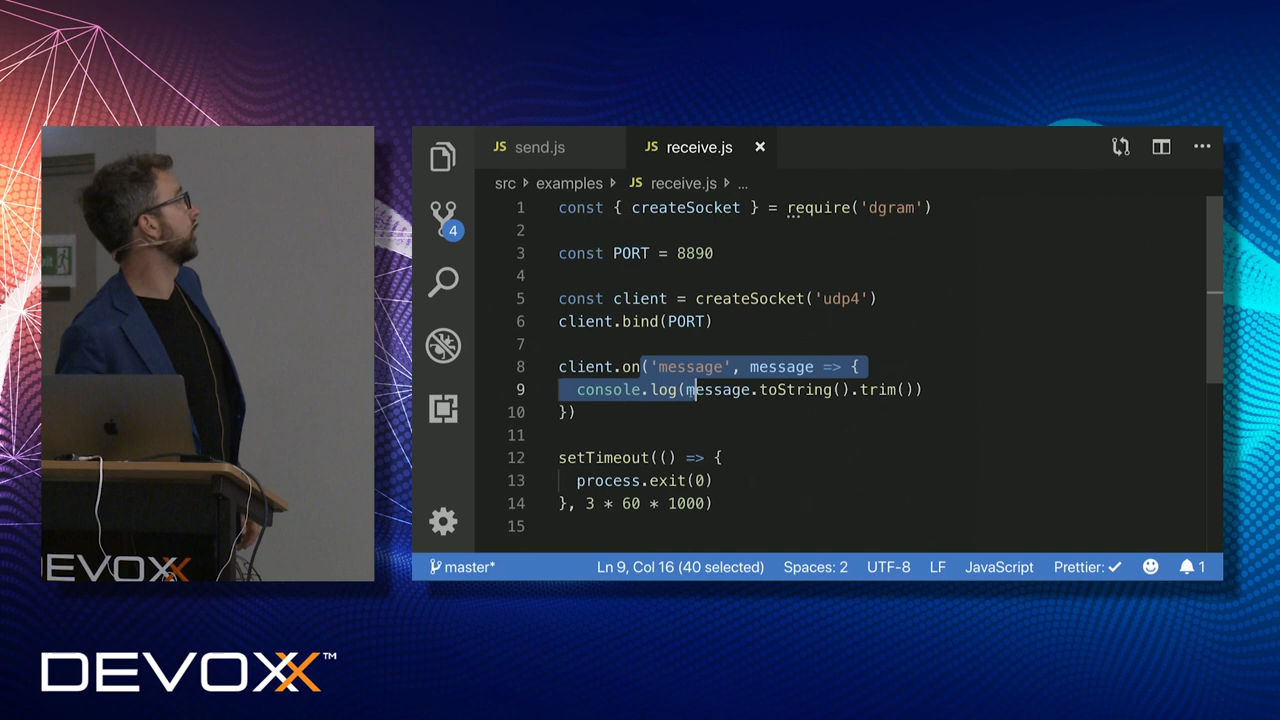 JS send.js
JS receive.js ×
src examples JS receive.js ...
1 const { createSocket } = require('dgram')
2
3 const PORT = 8890
4
5 const client = createSocket('udp4')
6 client.bind(PORT)
7
8 client.on('message', message => {
9 console.log(message.toString().trim())
10 })
11
12 setTimeout(() => {
13 process.exit(0)
14 }, 3 * 60 * 1000)
15
4
master* Ln 9, Col 16 (40 selected) Spaces: 2 UTF-8 LF JavaScript Prettier: ✓ 1
xit
EVOXX
DEVOXX™